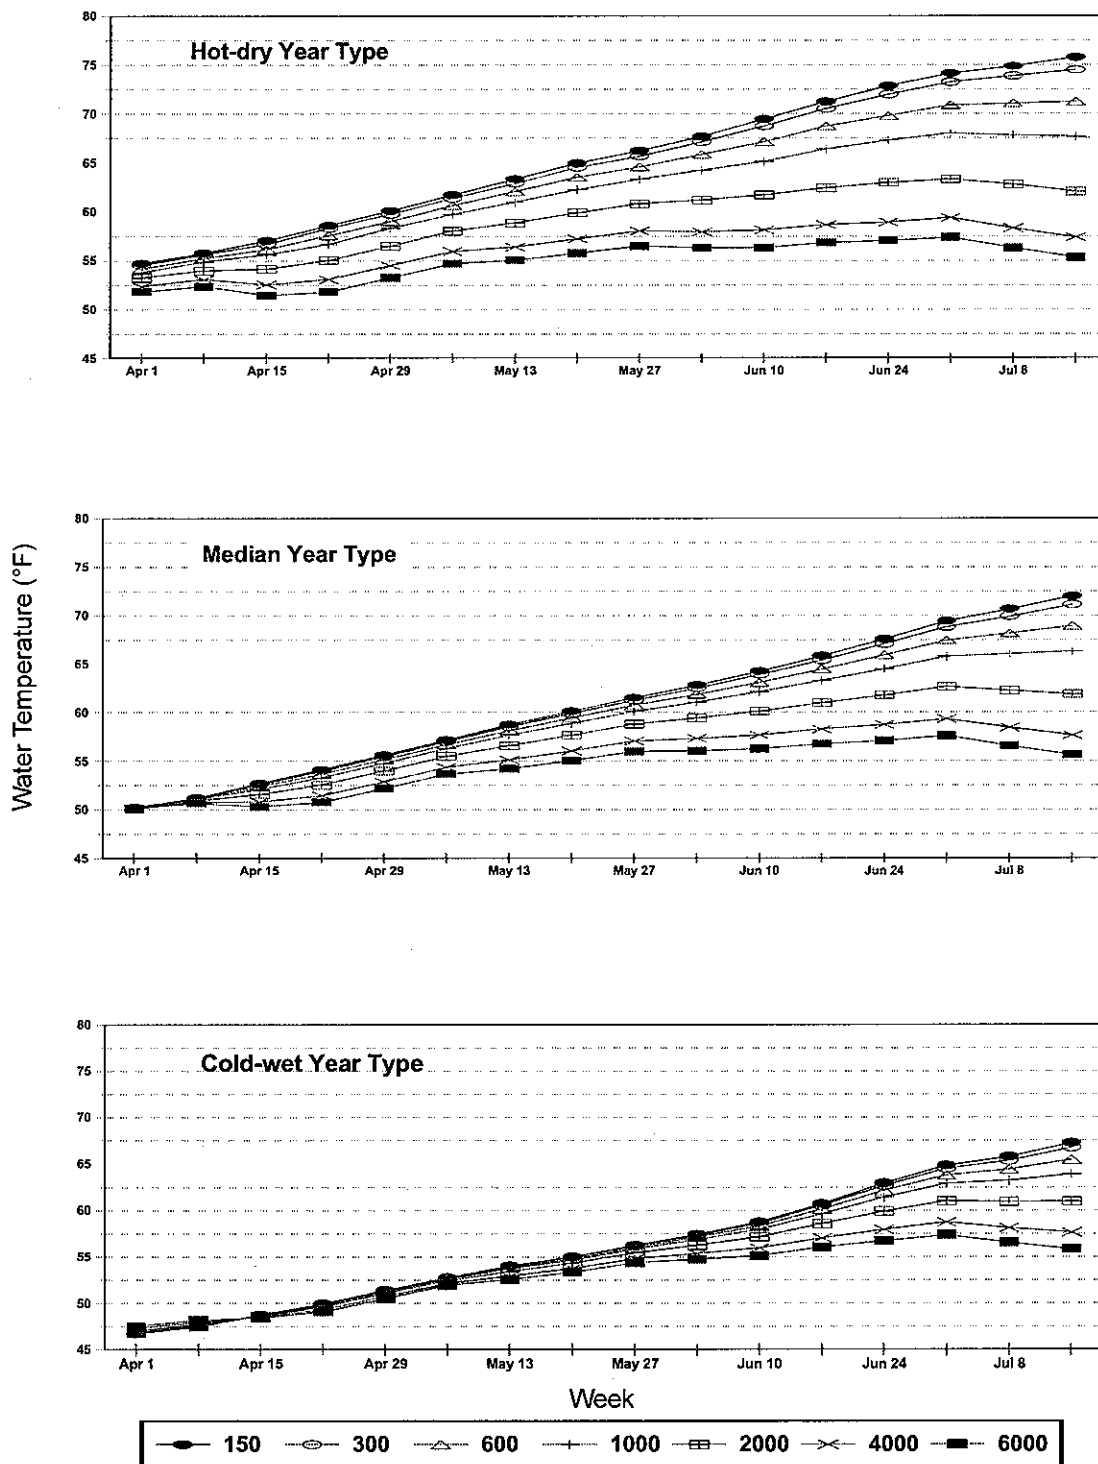 80
Hot-dry Year Type
75
70
65
60
55
50
45
Apr 1 Apr 15 Apr 29 May 13 May 27 Jun 10 Jun 24 Jul 8
Water Temperature (°F)
80
Median Year Type
75
70
65
60
55
50
45
Apr 1 Apr 15 Apr 29 May 13 May 27 Jun 10 Jun 24 Jul 8
80
Cold-wet Year Type
75
70
65
60
55
50
45
Apr 1 Apr 15 Apr 29 May 13 May 27 Jun 10 Jun 24 Jul 8
Week
150 300 600 1000 2000 4000 6000